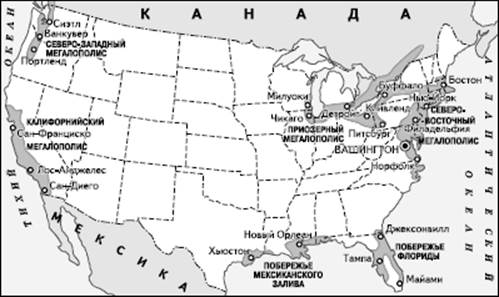 КАНАДА
ОКЕАН
ТИХИЙ
Сиэтл
Ванкувер
СЕВЕРО-ЗАПАДНЫЙ
МЕГАЛОПОЛИС
Портленд
КАЛИФОРНИЙСКИЙ
Сан-Франциско
МЕГАЛОПОЛИС
Лос-Анджелес
Сан-Диего
МЕКСИКА
Милуоки
Чикаго
Детройт
ПРИОЗЕРНЫЙ
МЕГАЛОПОЛИС
Буффало
Кливленд
Питсбург
Бостон
Нью-Йорк
СЕВЕРО-
ВОСТОЧНЫЙ
Филадельфия
МЕГАЛОПОЛИС
ВАШИНГТОН
Норфолк
АТЛАНТИЧЕСКИЙ
ОКЕАН
Новый Орлеан
Хьюстон
ПОБЕРЕЖЬЕ
МЕКСИКАНСКОГО
ЗАЛИВА
Джексонвилл
ПОБЕРЕЖЬЕ
ФЛОРИДЫ
Тампа
Майами